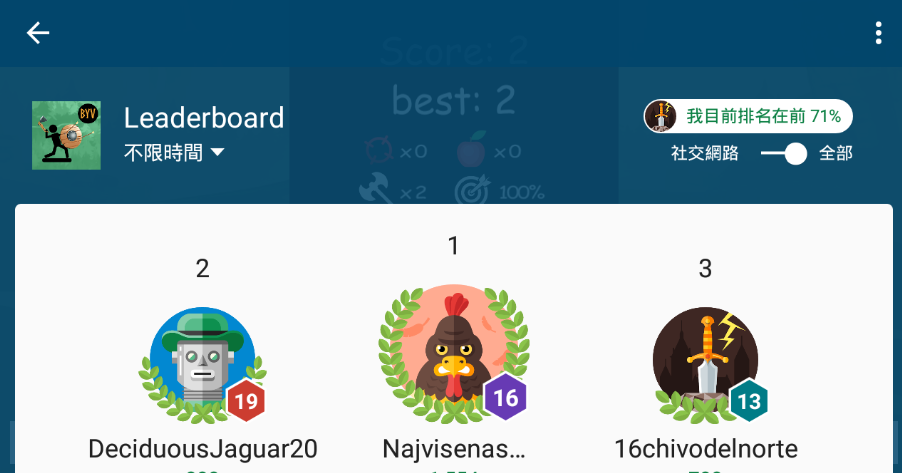 Score: 2
best: 2
BYV
Leaderboard
不限時間
我目前排名在前 71%
社交網路
全部
×0
×0
×2
100%
1
2
3
19
16
13
DeciduousJaguar20
Najvisenas...
16chivodelnorte